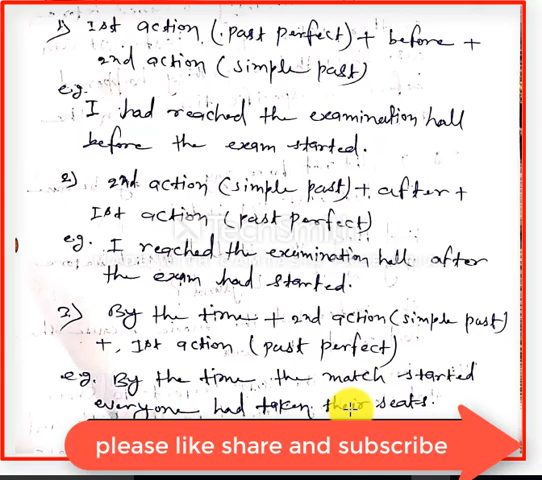 1) 1st action (past perfect) + before +
2nd action (simple past)
e.g.
I had reached the examination hall
before the exam started.
2) 2nd action (simple past) + after +
1st action (past perfect)
e.g. I reached the examination hall after
the exam had started.
3) By the time + 2nd action (simple past)
+, 1st action (past perfect)
e.g. By the time the match started
everyone had taken their seats.
please like share and subscribe